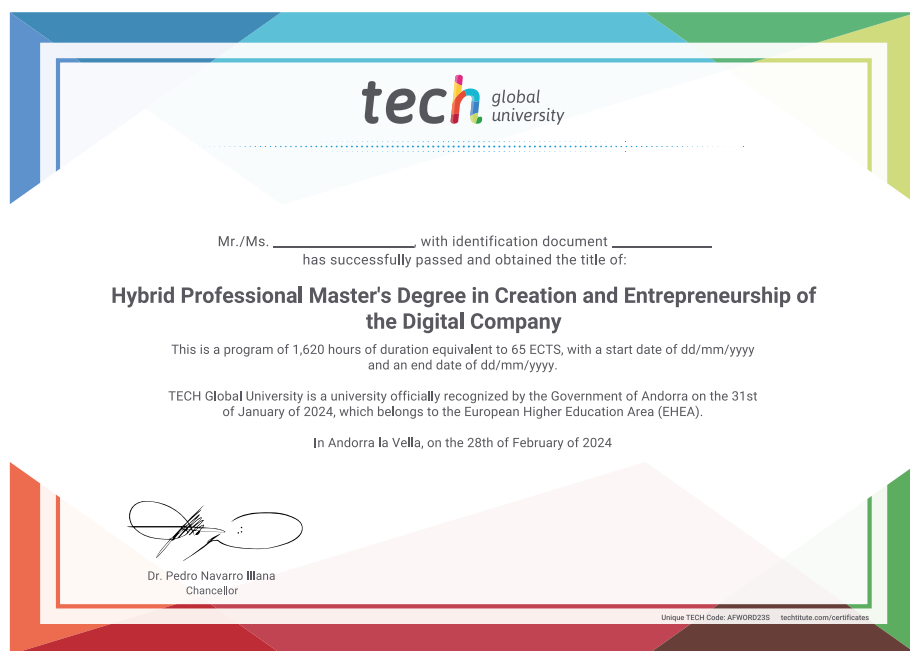 tech global
university
Mr./Ms. ____________________, with identification document ______________
has successfully passed and obtained the title of:
Hybrid Professional Master's Degree in Creation and Entrepreneurship of
the Digital Company
This is a program of 1,620 hours of duration equivalent to 65 ECTS, with a start date of dd/mm/yyyy
and an end date of dd/mm/yyyy.
TECH Global University is a university officially recognized by the Government of Andorra on the 31st
of January of 2024, which belongs to the European Higher Education Area (EHEA).
In Andorra la Vella, on the 28th of February of 2024
Dr. Pedro Navarro Illana
Chancellor
Unique TECH Code: AFWORD23S techtitute.com/certificates